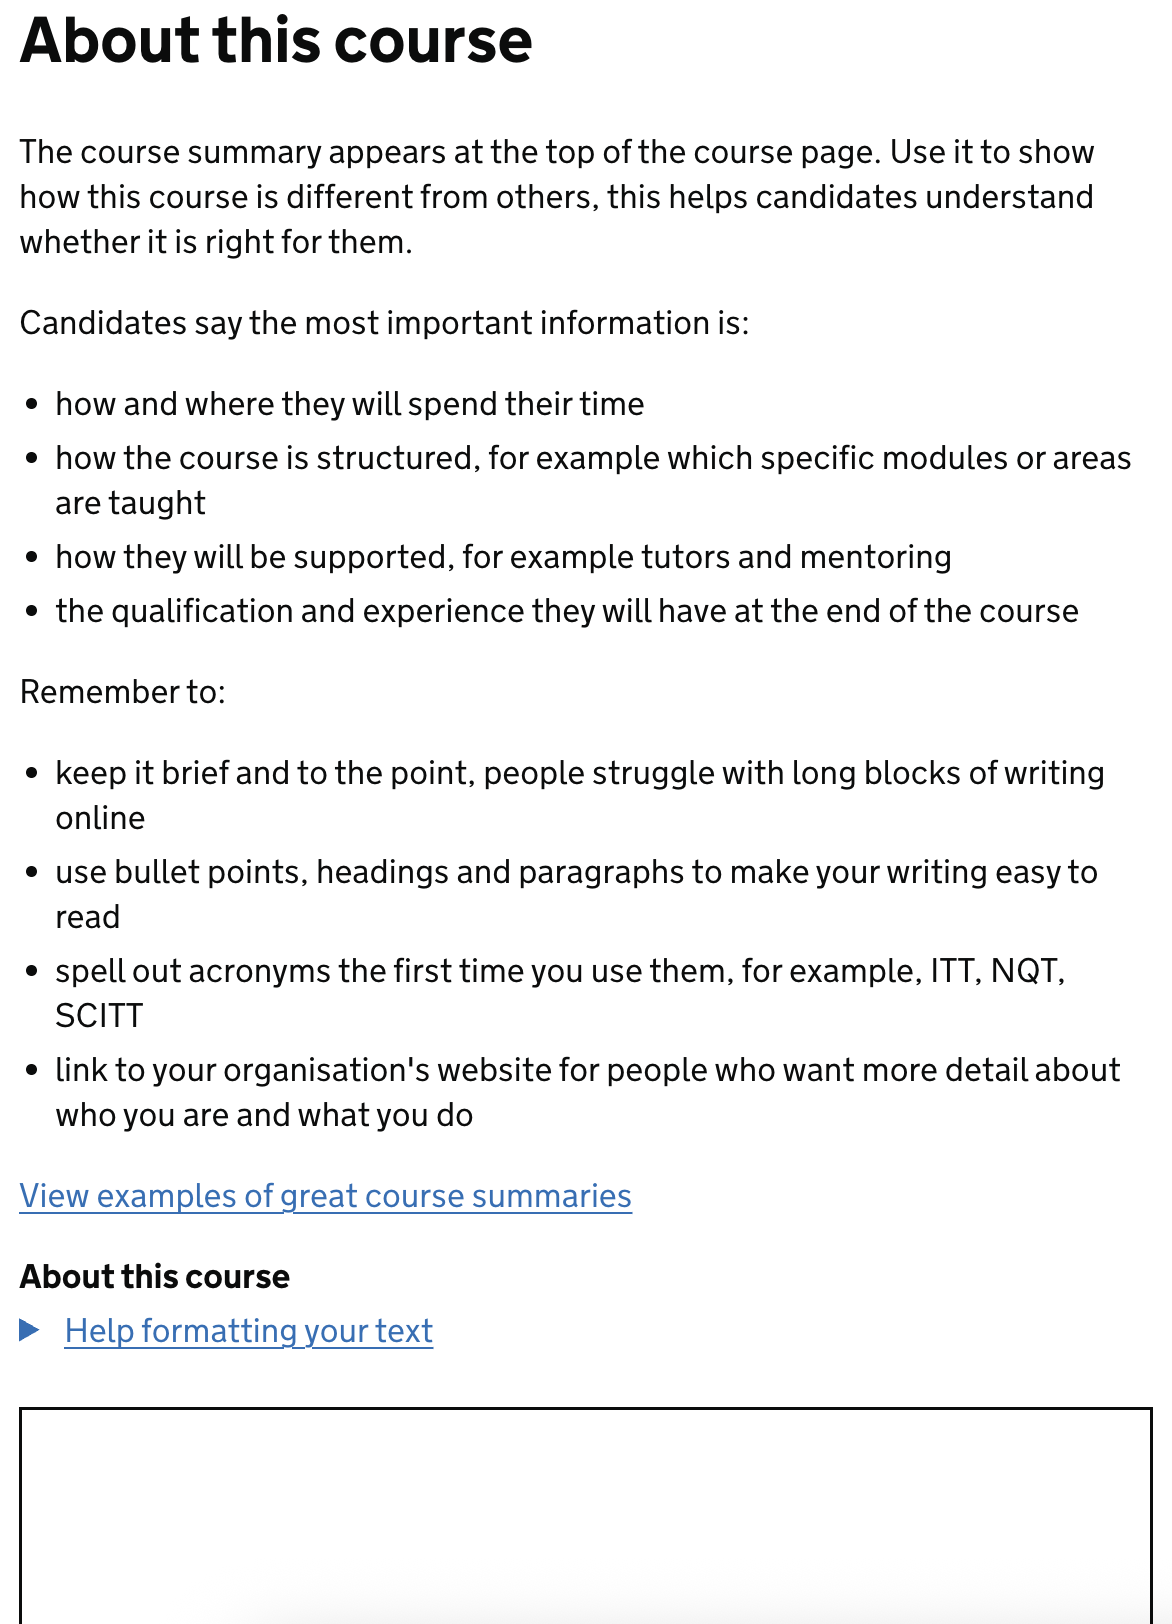 About this course
The course summary appears at the top of the course page. Use it to show
how this course is different from others, this helps candidates understand
whether it is right for them.
Candidates say the most important information is:
• how and where they will spend their time
• how the course is structured, for example which specific modules or areas
are taught
• how they will be supported, for example tutors and mentoring
• the qualification and experience they will have at the end of the course
Remember to:
• keep it brief and to the point, people struggle with long blocks of writing
online
• use bullet points, headings and paragraphs to make your writing easy to
read
• spell out acronyms the first time you use them, for example, ITT, NQT,
SCITT
• link to your organisation's website for people who want more detail about
who you are and what you do
View examples of great course summaries
About this course
Help formatting your text